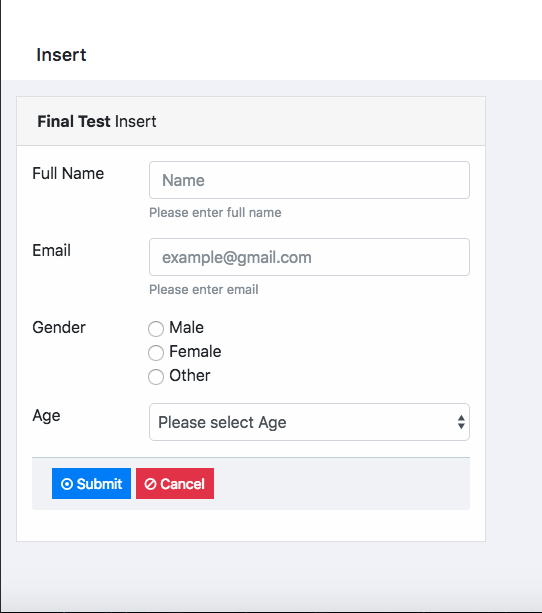 Insert
Final Test Insert
Full Name
Name
Please enter full name
Email
example@gmail.com
Please enter email
Gender
Male
Female
Other
Age
Please select Age
Submit Cancel